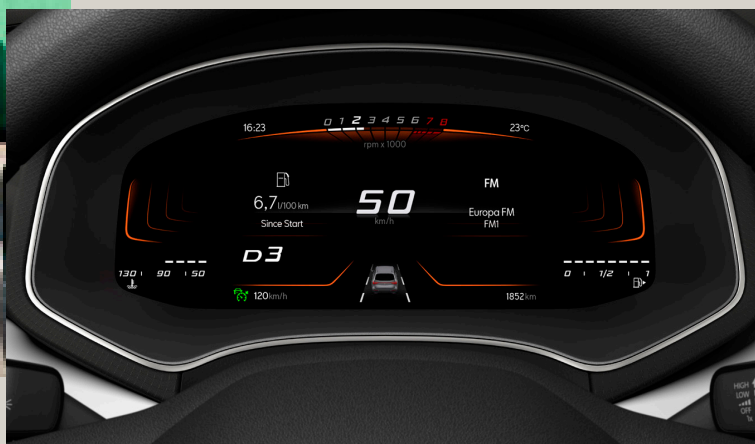 16:23
0 1 2 3 4 5 6 7 8
23°C
rpm x 1000
6,7 l/100 km
Since Start
50
km/h
FM
Europa FM
FM1
D3
130 90 50
0 1/2 1
120km/h
1852km
HIGH
LOW
OFF
1x